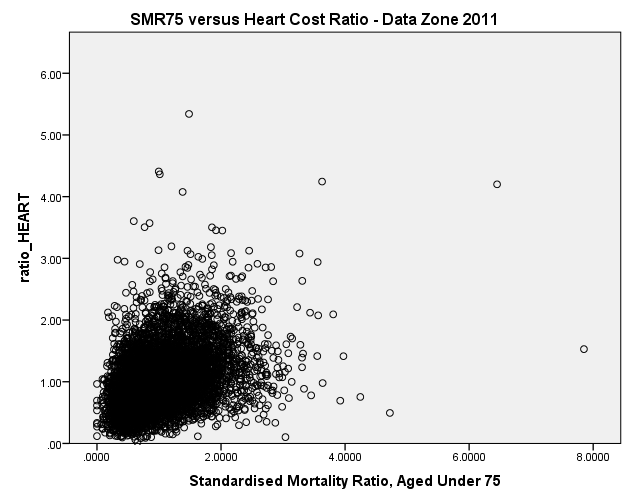 SMR75 versus Heart Cost Ratio - Data Zone 2011
6.00
5.00
4.00
3.00
2.00
1.00
.00
ratio_HEART
.0000 2.0000 4.0000 6.0000 8.0000
Standardised Mortality Ratio, Aged Under 75